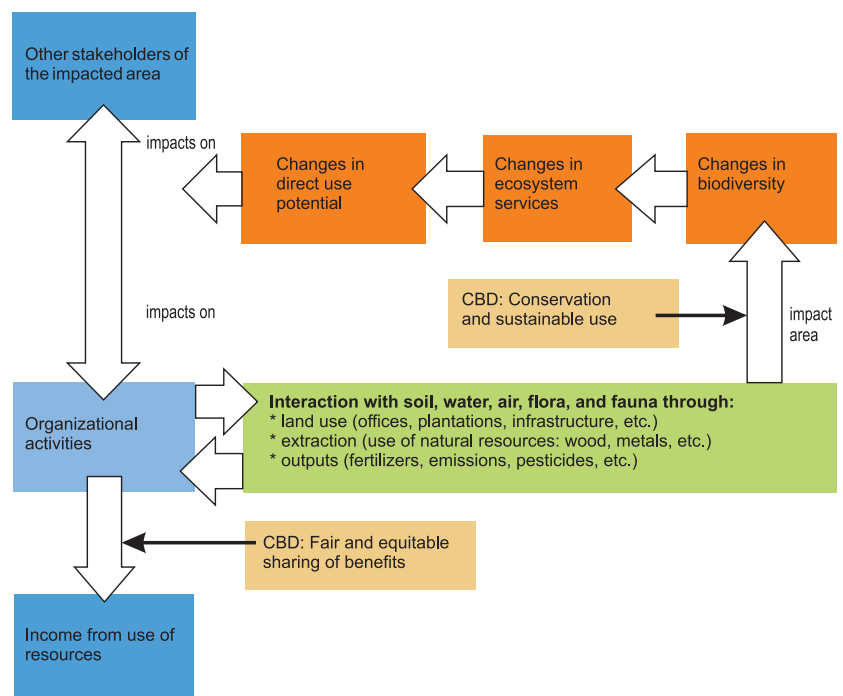 Other stakeholders of
the impacted area
impacts on
Changes in
direct use
potential
Changes in
ecosystem
services
Changes in
biodiversity
CBD: Conservation
and sustainable use
impact
area
impacts on
Organizational
activities
Interaction with soil, water, air, flora, and fauna through:
* land use (offices, plantations, infrastructure, etc.)
* extraction (use of natural resources: wood, metals, etc.)
* outputs (fertilizers, emissions, pesticides, etc.)
CBD: Fair and equitable
sharing of benefits
Income from use of
resources